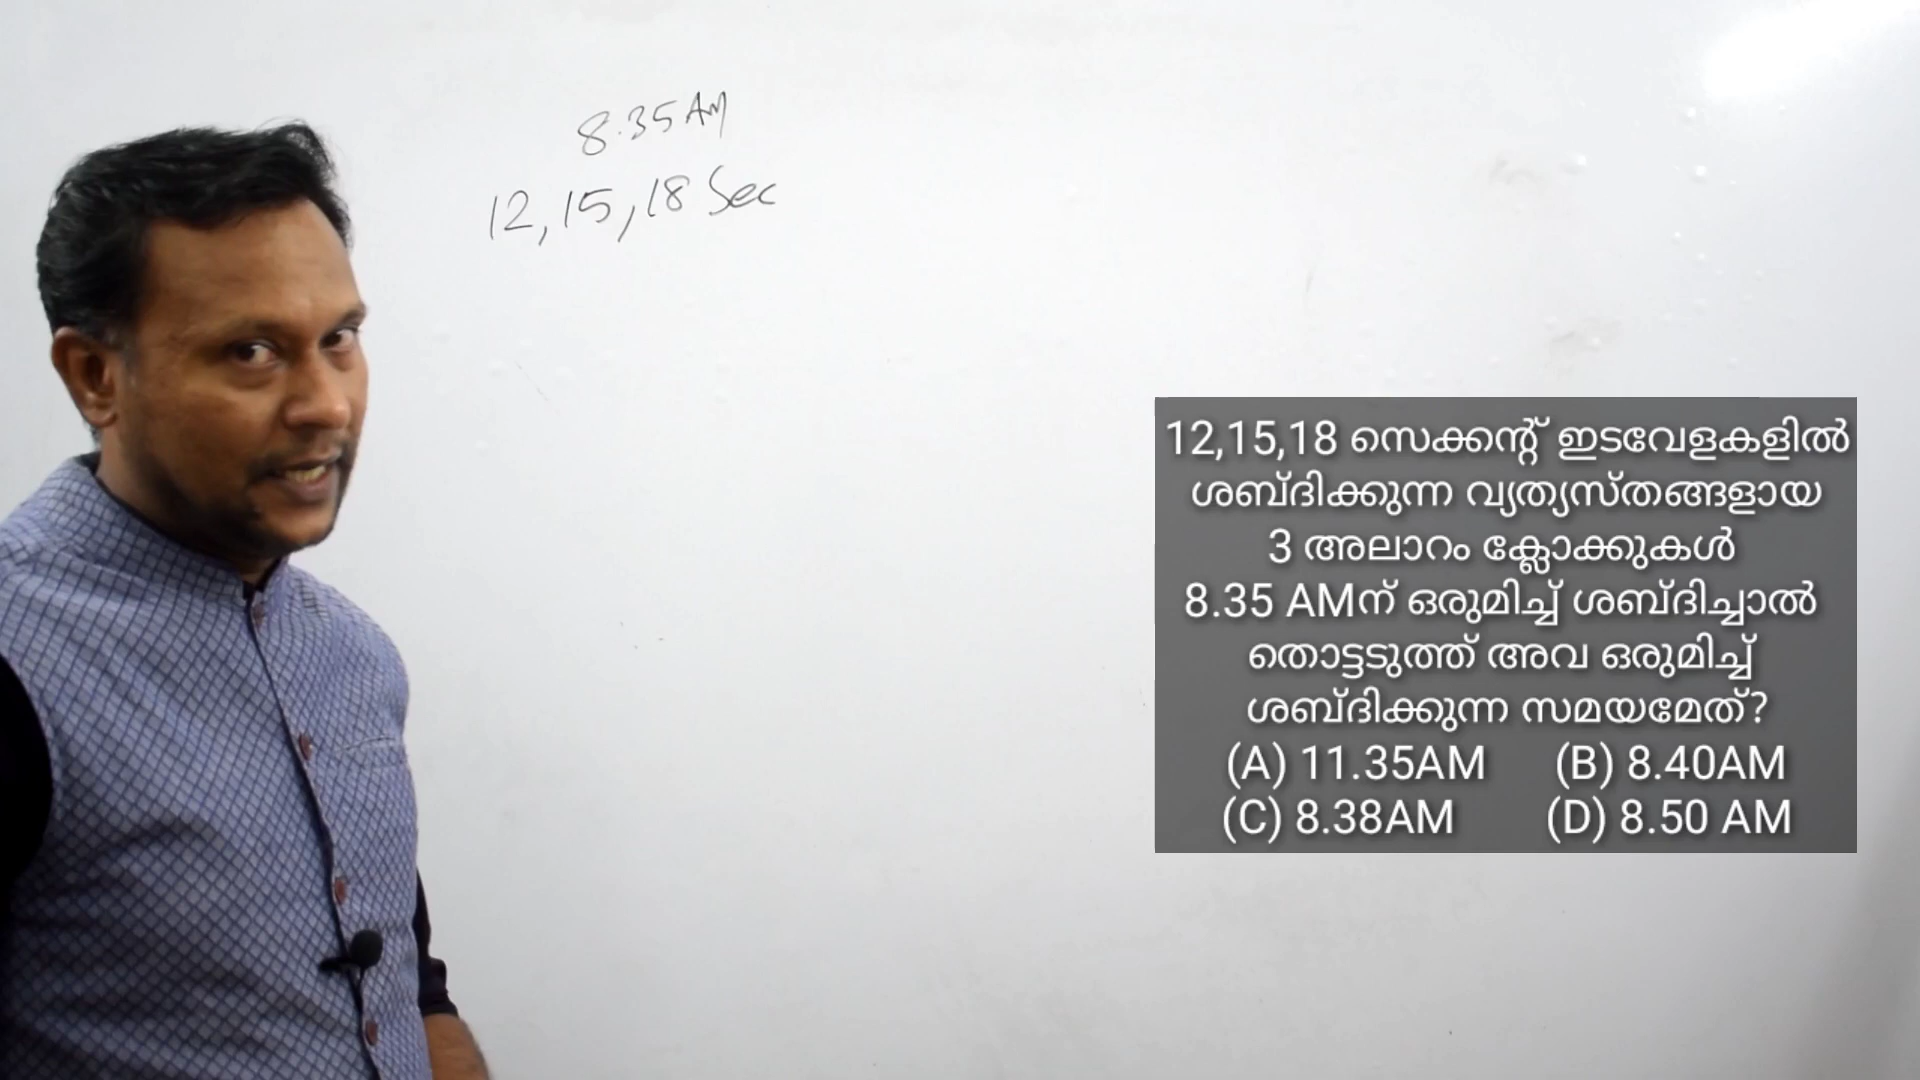 8.35 AM
12, 15, 18 Sec
12,15,18 സെക്കന്റ് ഇടവേളകളിൽ
ശബ്ദിക്കുന്ന വ്യത്യസ്തങ്ങളായ
3 അലാറം ക്ലോക്കുകൾ
8.35 AMന് ഒരുമിച്ച് ശബ്ദിച്ചാൽ
തൊട്ടടുത്ത് അവ ഒരുമിച്ച്
ശബ്ദിക്കുന്ന സമയമേത്?
(A) 11.35AM (B) 8.40AM
(C) 8.38AM (D) 8.50 AM